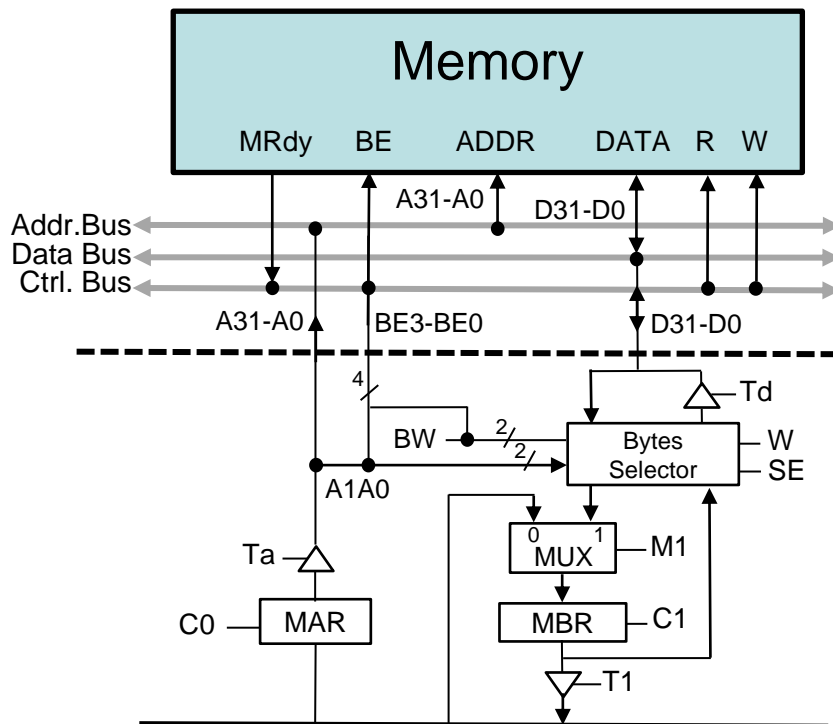 Memory
MRdy BE ADDR DATA R W
A31-A0
D31-D0
Addr.Bus
Data Bus
Ctrl. Bus
A31-A0 BE3-BE0 D31-D0
4
Td
BW 2 Bytes W
2 Selector SE
A1A0
0 1
Ta MUX M1
C0 MAR MBR C1
T1